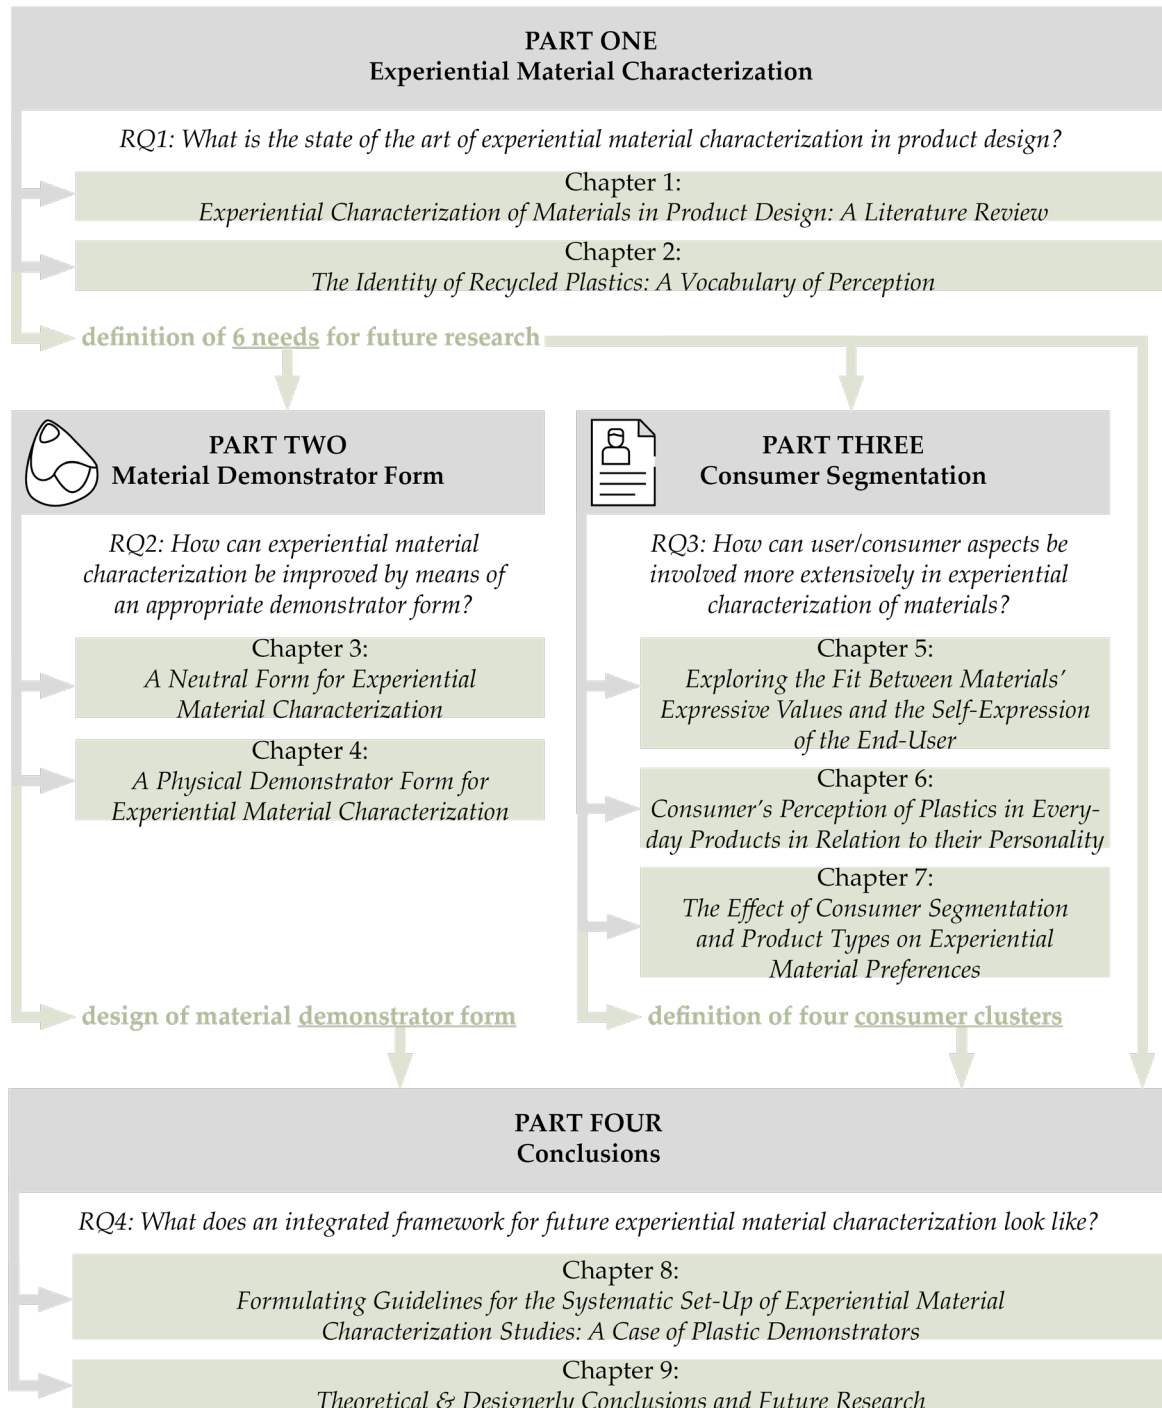 PART ONE
Experiential Material Characterization
RQ1: What is the state of the art of experiential material characterization in product design?
Chapter 1:
Experiential Characterization of Materials in Product Design: A Literature Review
Chapter 2:
The Identity of Recycled Plastics: A Vocabulary of Perception
definition of 6 needs for future research
PART TWO
Material Demonstrator Form
RQ2: How can experiential material
characterization be improved by means of
an appropriate demonstrator form?
Chapter 3:
A Neutral Form for Experiential
Material Characterization
Chapter 4:
A Physical Demonstrator Form for
Experiential Material Characterization
design of material demonstrator form
PART THREE
Consumer Segmentation
RQ3: How can user/consumer aspects be
involved more extensively in experiential
characterization of materials?
Chapter 5:
Exploring the Fit Between Materials'
Expressive Values and the Self-Expression
of the End-User
Chapter 6:
Consumer's Perception of Plastics in Every-
day Products in Relation to their Personality
Chapter 7:
The Effect of Consumer Segmentation
and Product Types on Experiential
Material Preferences
definition of four consumer clusters
PART FOUR
Conclusions
RQ4: What does an integrated framework for future experiential material characterization look like?
Chapter 8:
Formulating Guidelines for the Systematic Set-Up of Experiential Material
Characterization Studies: A Case of Plastic Demonstrators
Chapter 9:
Theoretical & Designerly Conclusions and Future Research